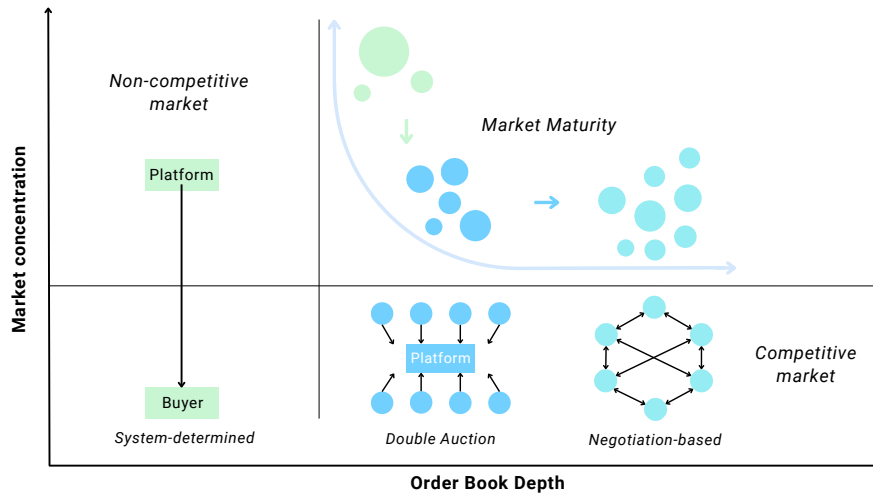 Non-competitive
market
Market Maturity
Platform
Market concentration
Platform
Competitive
market
Buyer
System-determined
Double Auction
Negotiation-based
Order Book Depth